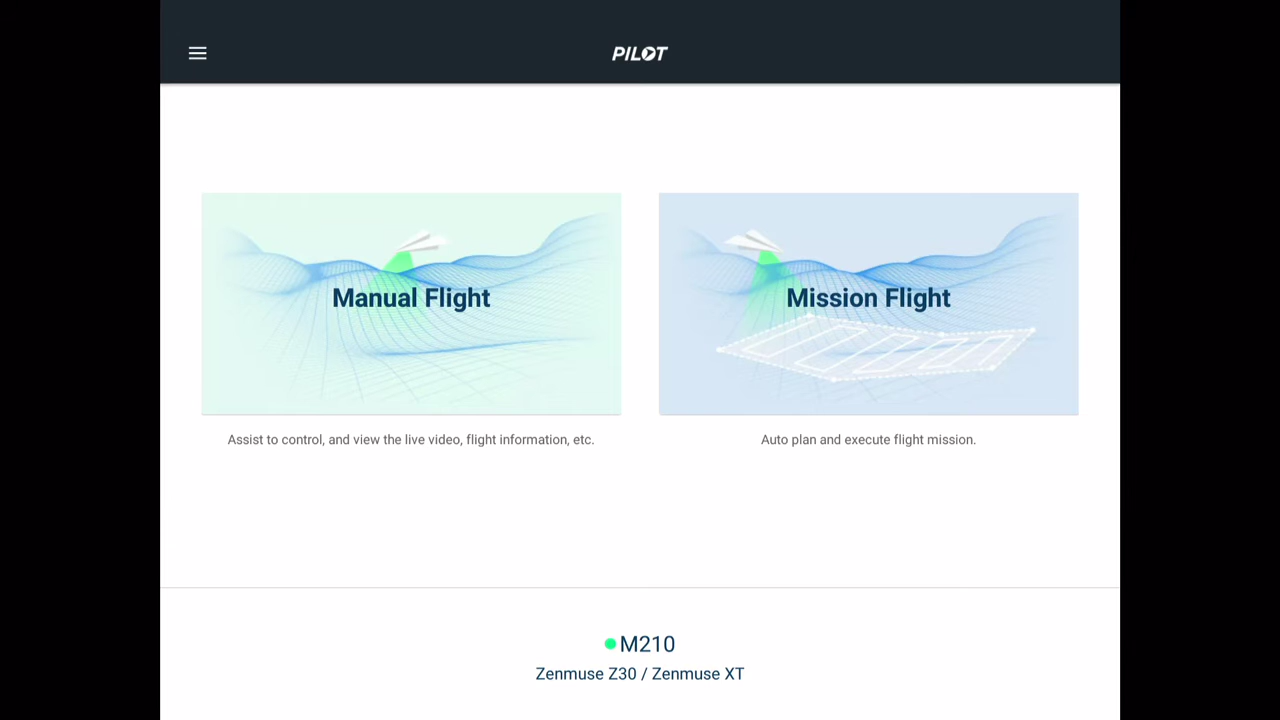 PILOT
Manual Flight
Mission Flight
Assist to control, and view the live video, flight information, etc.
Auto plan and execute flight mission.
M210
Zenmuse Z30 / Zenmuse XT